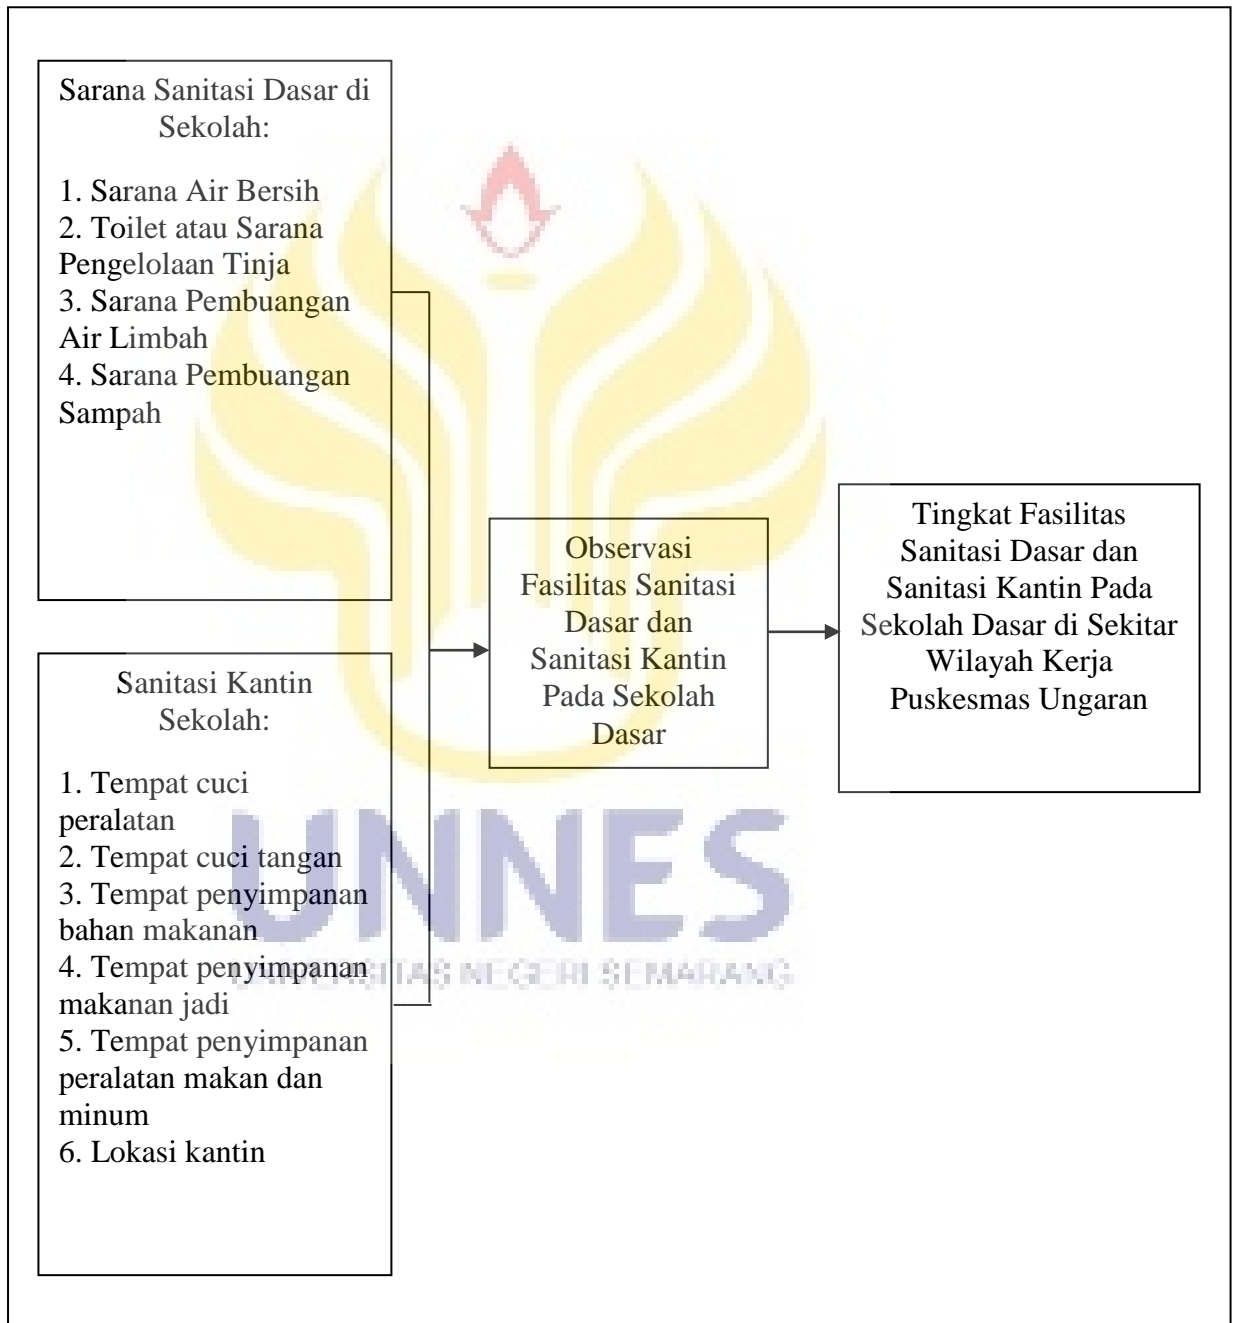 Sarana Sanitasi Dasar di
Sekolah:
1. Sarana Air Bersih
2. Toilet atau Sarana
Pengelolaan Tinja
3. Sarana Pembuangan
Air Limbah
4. Sarana Pembuangan
Sampah
Sanitasi Kantin
Sekolah:
1. Tempat cuci
peralatan
2. Tempat cuci tangan
3. Tempat penyimpanan
bahan makanan
4. Tempat penyimpanan
makanan jadi
5. Tempat penyimpanan
peralatan makan dan
minum
6. Lokasi kantin
Observasi
Fasilitas Sanitasi
Dasar dan
Sanitasi Kantin
Pada Sekolah
Dasar
Tingkat Fasilitas
Sanitasi Dasar dan
Sanitasi Kantin Pada
Sekolah Dasar di Sekitar
Wilayah Kerja
Puskesmas Ungaran
UNNES
UNIVERSITAS NEGERI SEMARANG